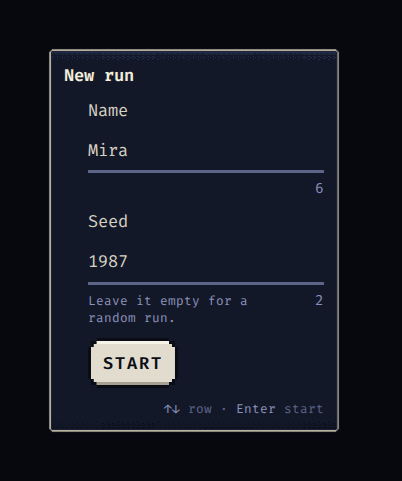 New run
Name
Mira
6
Seed
1987
Leave it empty for a 2
random run.
START
↑↓ row · Enter start